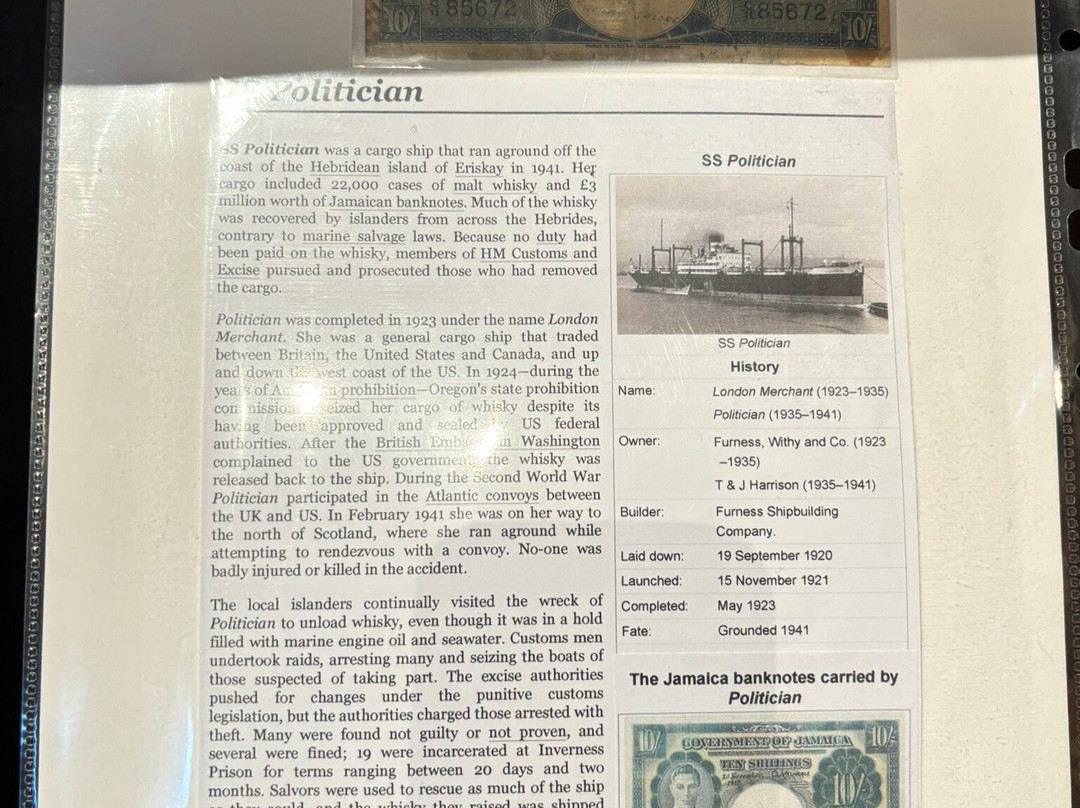 10/
85672
85672
10/
Politician
SS Politician was a cargo ship that ran aground off the
coast of the Hebridean island of Eriskay in 1941. Her
cargo included 22,000 cases of malt whisky and £3
million worth of Jamaican banknotes. Much of the whisky
was recovered by islanders from across the Hebrides,
contrary to marine salvage laws. Because no duty had
been paid on the whisky, members of HM Customs and
Excise pursued and prosecuted those who had removed
the cargo.
Politician was completed in 1923 under the name London
Merchant. She was a general cargo ship that traded
between Britain, the United States and Canada, and up
and down west coast of the US. In 1924—during the
years of prohibition—Oregon's state prohibition
commission seized her cargo of whisky despite its
having been approved and sealed by US federal
authorities. After the British Embassy in Washington
complained to the US government, the whisky was
released back to the ship. During the Second World War
Politician participated in the Atlantic convoys between
the UK and US. In February 1941 she was on her way to
the north of Scotland, where she ran aground while
attempting to rendezvous with a convoy. No-one was
badly injured or killed in the accident.
The local islanders continually visited the wreck of
Politician to unload whisky, even though it was in a hold
filled with marine engine oil and seawater. Customs men
undertook raids, arresting many and seizing the boats of
those suspected of taking part. The excise authorities
pushed for changes under the punitive customs
legislation, but the authorities charged those arrested with
theft. Many were found not guilty or not proven, and
several were fined; 19 were incarcerated at Inverness
Prison for terms ranging between 20 days and two
months. Salvors were used to rescue as much of the ship
as they could, and the whisky they raised was shipped
SS Politician
SS Politician
History
Name: London Merchant (1923–1935)
Politician (1935–1941)
Owner: Furness, Withy and Co. (1923
–1935)
T & J Harrison (1935–1941)
Builder: Furness Shipbuilding
Company.
Laid down: 19 September 1920
Launched: 15 November 1921
Completed: May 1923
Fate: Grounded 1941
The Jamaica banknotes carried by
Politician
10/ GOVERNMENT OF JAMAICA 10/
TEN SHILLINGS
10/